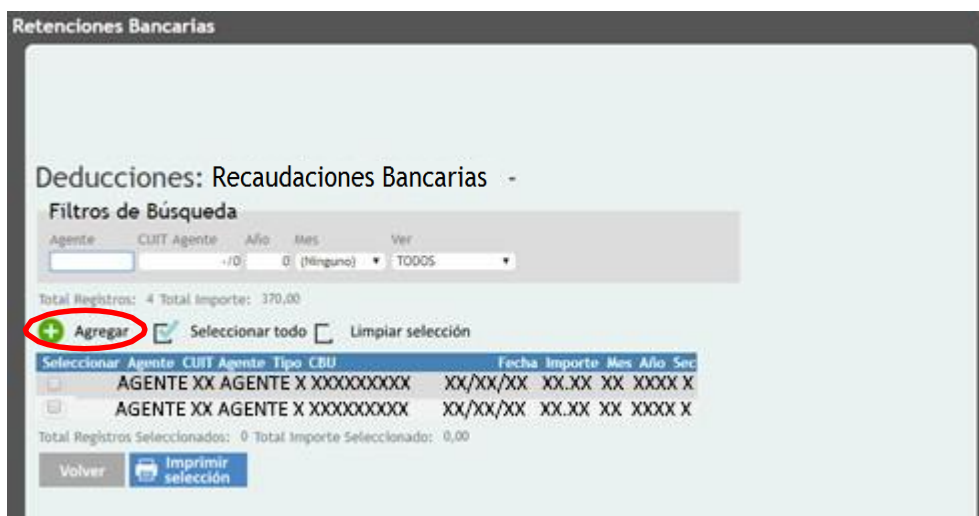 Retenciones Bancarias
Deducciones: Recaudaciones Bancarias -
Filtros de Búsqueda
Agente CUIT Agente Año Mes Ver
-/0 0 (Ninguno) TODOS
Total Registros: 4 Total Importe: 370,00
Agregar Seleccionar todo Limpiar selección
Seleccionar Agente CUIT Agente Tipo CBU Fecha Importe Mes Año Sec
AGENTE XX AGENTE X XXXXXXXXX XX/XX/XX XX.XX XX XXXX X
AGENTE XX AGENTE X XXXXXXXXX XX/XX/XX XX.XX XX XXXX X
Total Registros Seleccionados: 0 Total Importe Seleccionado: 0,00
Volver Imprimir
selección